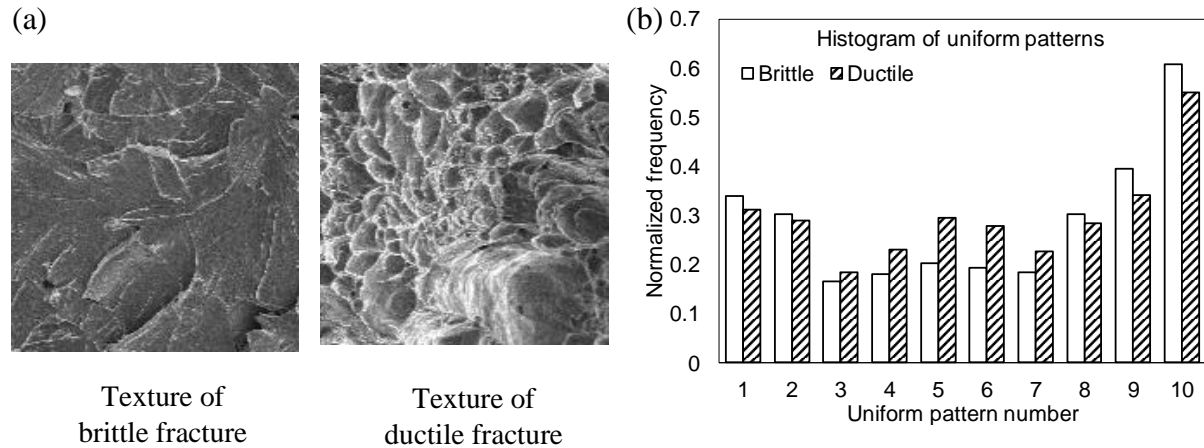 (a)
Texture of
brittle fracture
Texture of
ductile fracture
(b)
Histogram of uniform patterns
Brittle Ductile
Normalized frequency
0.7
0.6
0.5
0.4
0.3
0.2
0.1
0
1 2 3 4 5 6 7 8 9 10
Uniform pattern number